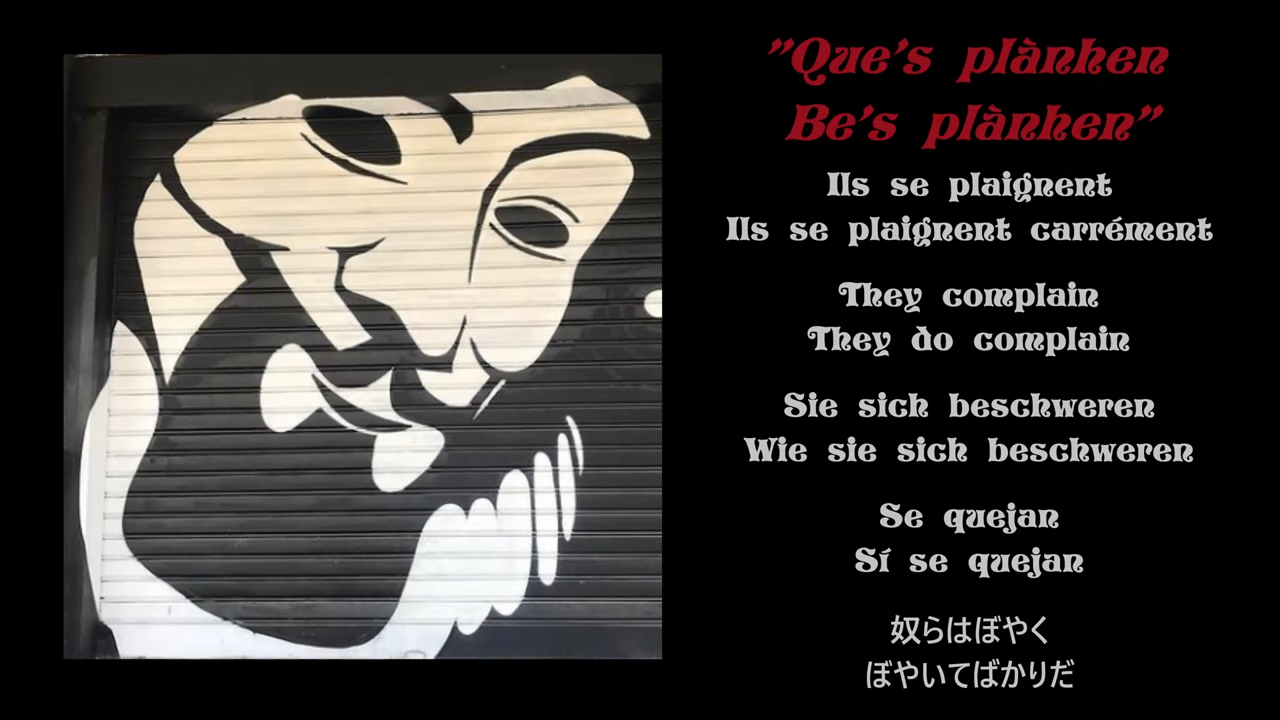 "Que's plànhen
Be's plànhen"
Ils se plaignent
Ils se plaignent carrément
They complain
They do complain
Sie sich beschweren
Wie sie sich beschweren
Se quejan
Sí se quejan
奴らはぼやく
ぼやいてばかりだ